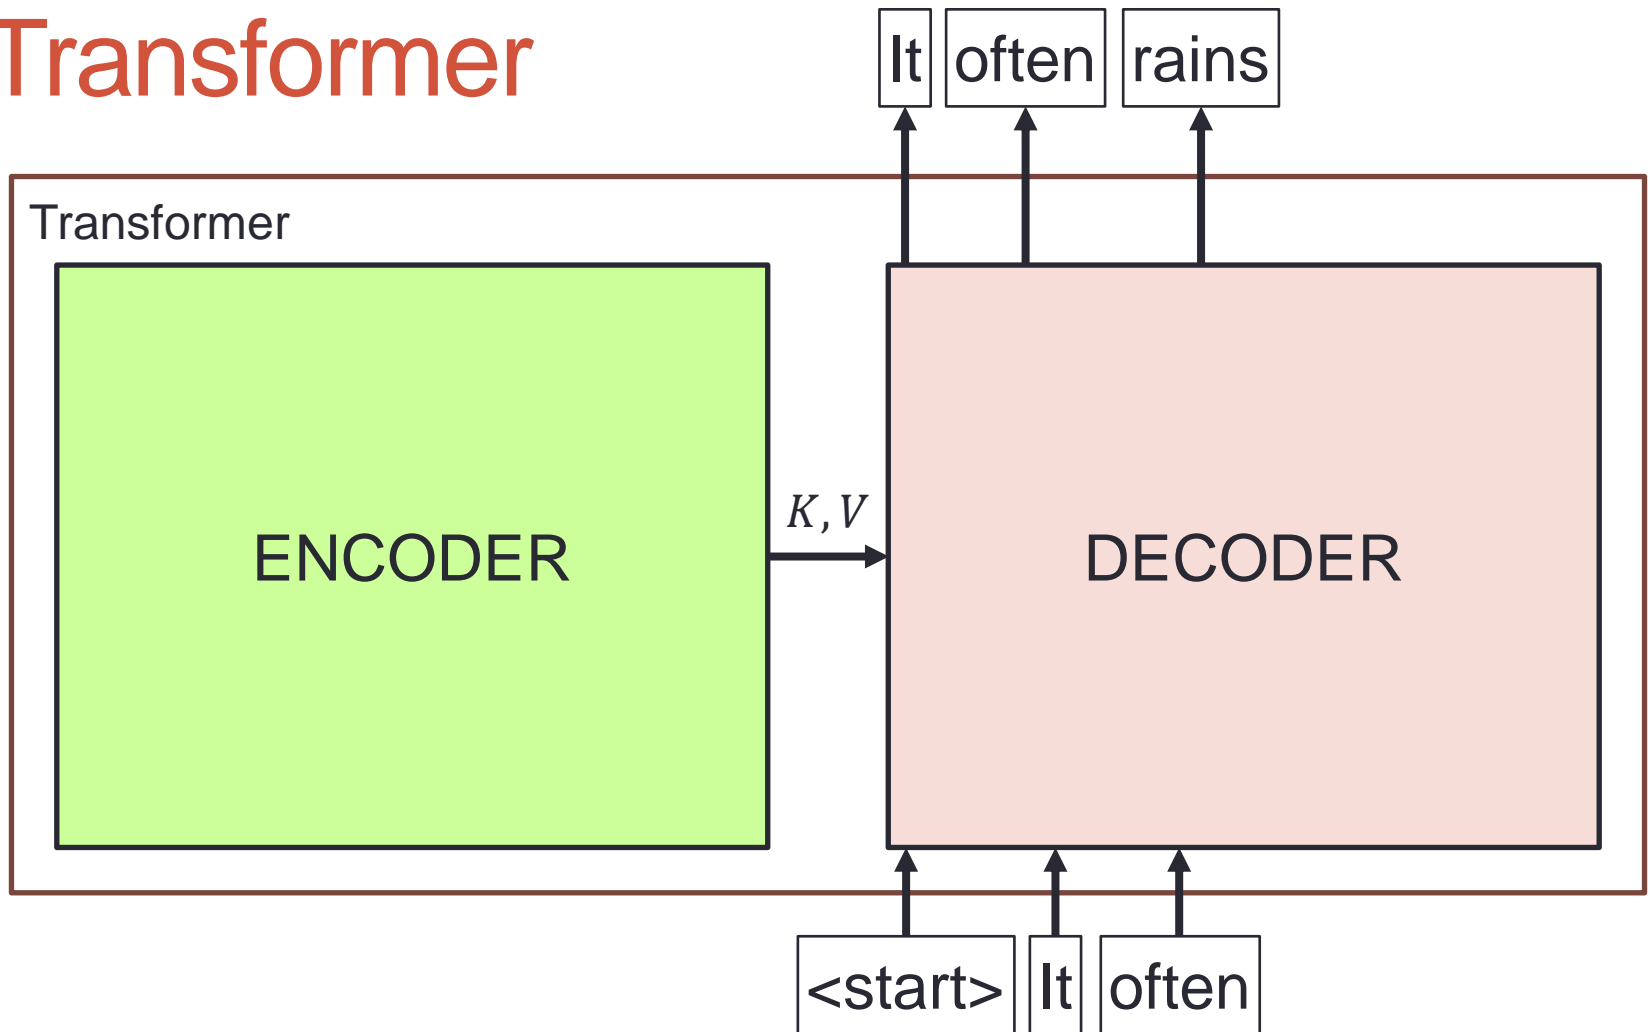 Transformer
It often rains
Transformer
ENCODER
K, V
DECODER
<start> It often